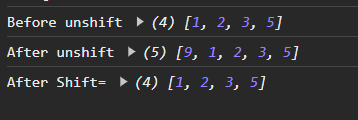 Before unshift ▶ (4) [1, 2, 3, 5]
After unshift ▶ (5) [9, 1, 2, 3, 5]
After Shift= ▶ (4) [1, 2, 3, 5]